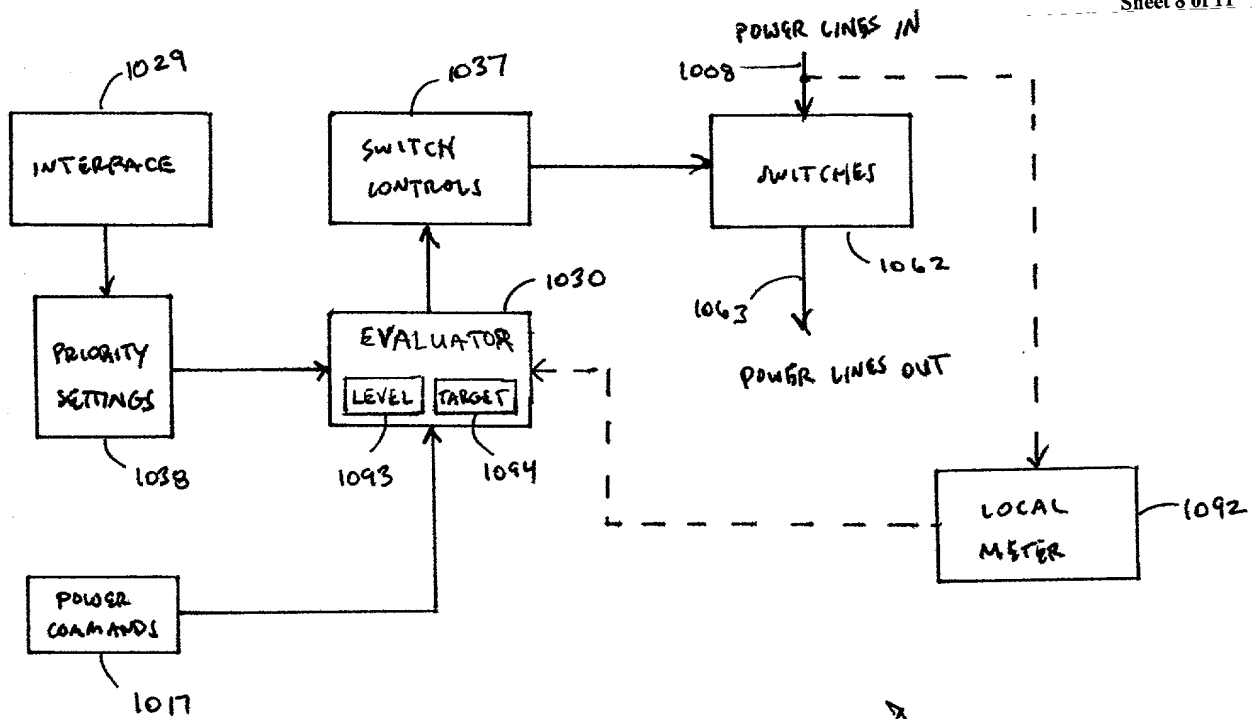 Sheet 8 of 11
POWER LINES IN
1029
1037
1008
INTERFACE
SWITCH
CONTROLS
SWITCHES
1062
1030
1063
PRIORITY
SETTINGS
EVALUATOR
LEVEL
TARGET
POWER LINES OUT
1038
1093
1094
LOCAL
METER
1092
POWER
COMMANDS
1017